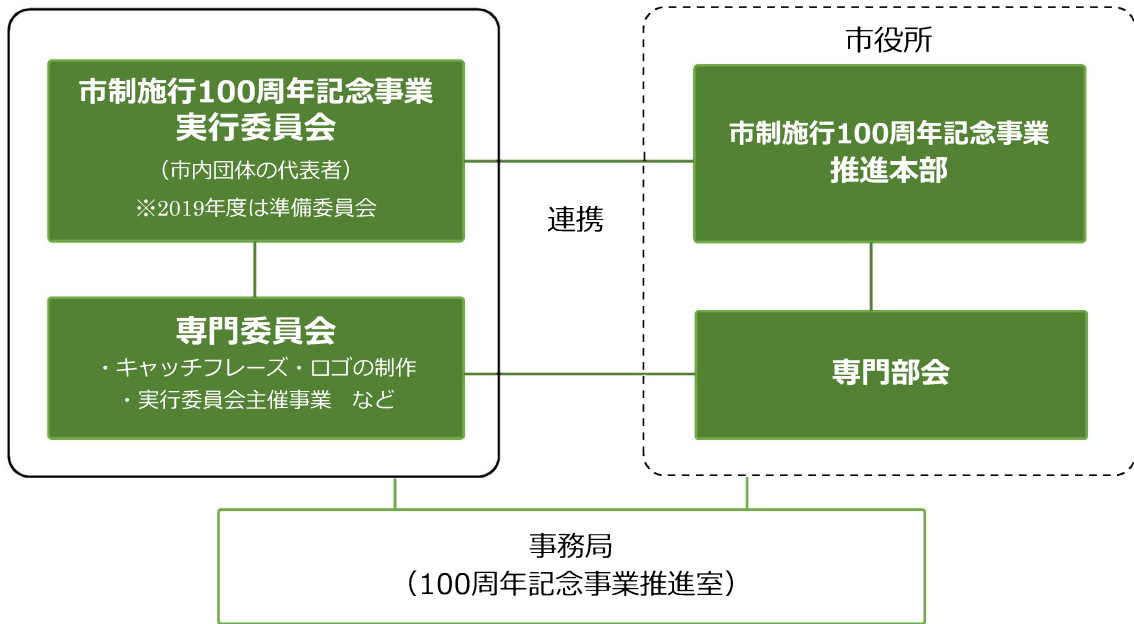 市制施行100周年記念事業
実行委員会
（市内団体の代表者）
※2019年度は準備委員会
専門委員会
・キャッチフレーズ・ロゴの制作
・実行委員会主催事業　など
連携
市役所
市制施行100周年記念事業
推進本部
専門部会
事務局
（100周年記念事業推進室）